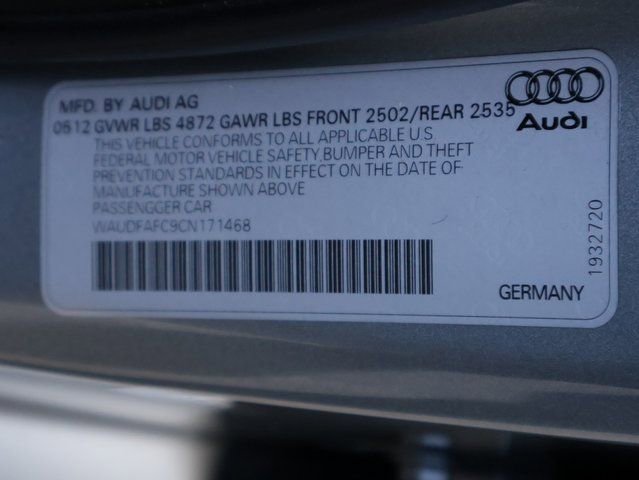 MFD. BY AUDI AG
0512 GVWR LBS 4872 GAWR LBS FRONT 2502/REAR 2535
Audi
THIS VEHICLE CONFORMS TO ALL APPLICABLE U.S.
FEDERAL MOTOR VEHICLE SAFETY,BUMPER AND THEFT
PREVENTION STANDARDS IN EFFECT ON THE DATE OF
MANUFACTURE SHOWN ABOVE
PASSENGGER CAR
WAUDFAFC9CN171468
1932720
GERMANY